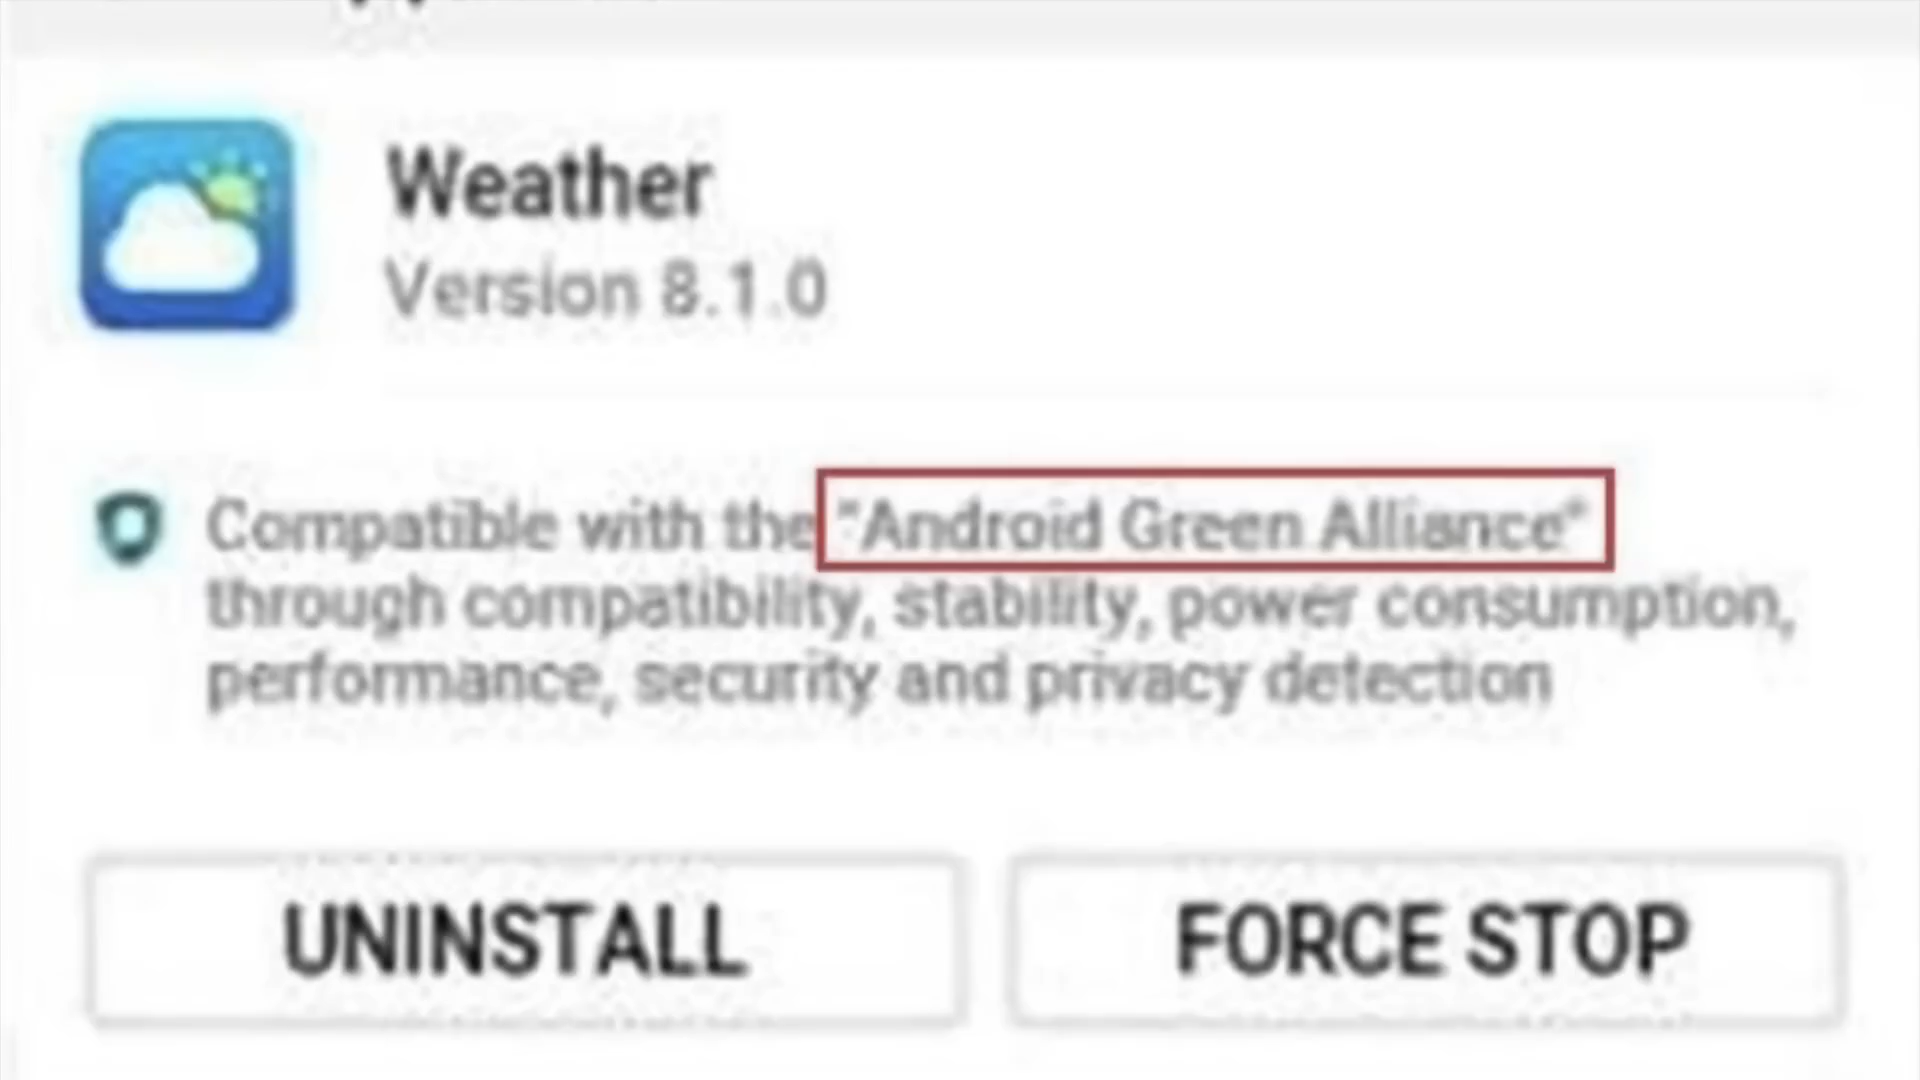 Weather
Version 8.1.0
Compatible with the "Android Green Alliance"
through compatibility, stability, power consumption,
performance, security and privacy detection
UNINSTALL
FORCE STOP